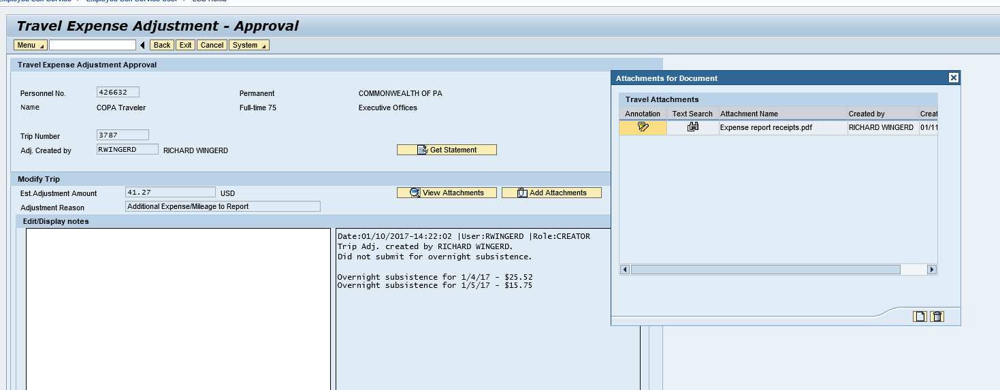 Employee Self-Service Employee Self-Service User ESS Home
Travel Expense Adjustment - Approval
Menu Back Exit Cancel System
Travel Expense Adjustment Approval
Personnel No. 426632 Permanent COMMONWEALTH OF PA
Name COPA Traveler Full-time 75 Executive Offices
Trip Number 3787
Adj. Created by RWINGERD RICHARD WINGERD Get Statement
Modify Trip
Est.Adjustment Amount 41.27 USD View Attachments Add Attachments
Adjustment Reason Additional Expense/Mileage to Report
Edit/Display notes
Date:01/10/2017-14:22:02 |User:RWINGERD |Role:CREATOR
Trip Adj. created by RICHARD WINGERD.
Did not submit for overnight subsistence.
Overnight subsistence for 1/4/17 - $25.52
Overnight subsistence for 1/5/17 - $15.75
Attachments for Document
Travel Attachments
Annotation Text Search Attachment Name Created by Creat
Expense report receipts.pdf RICHARD WINGERD 01/11